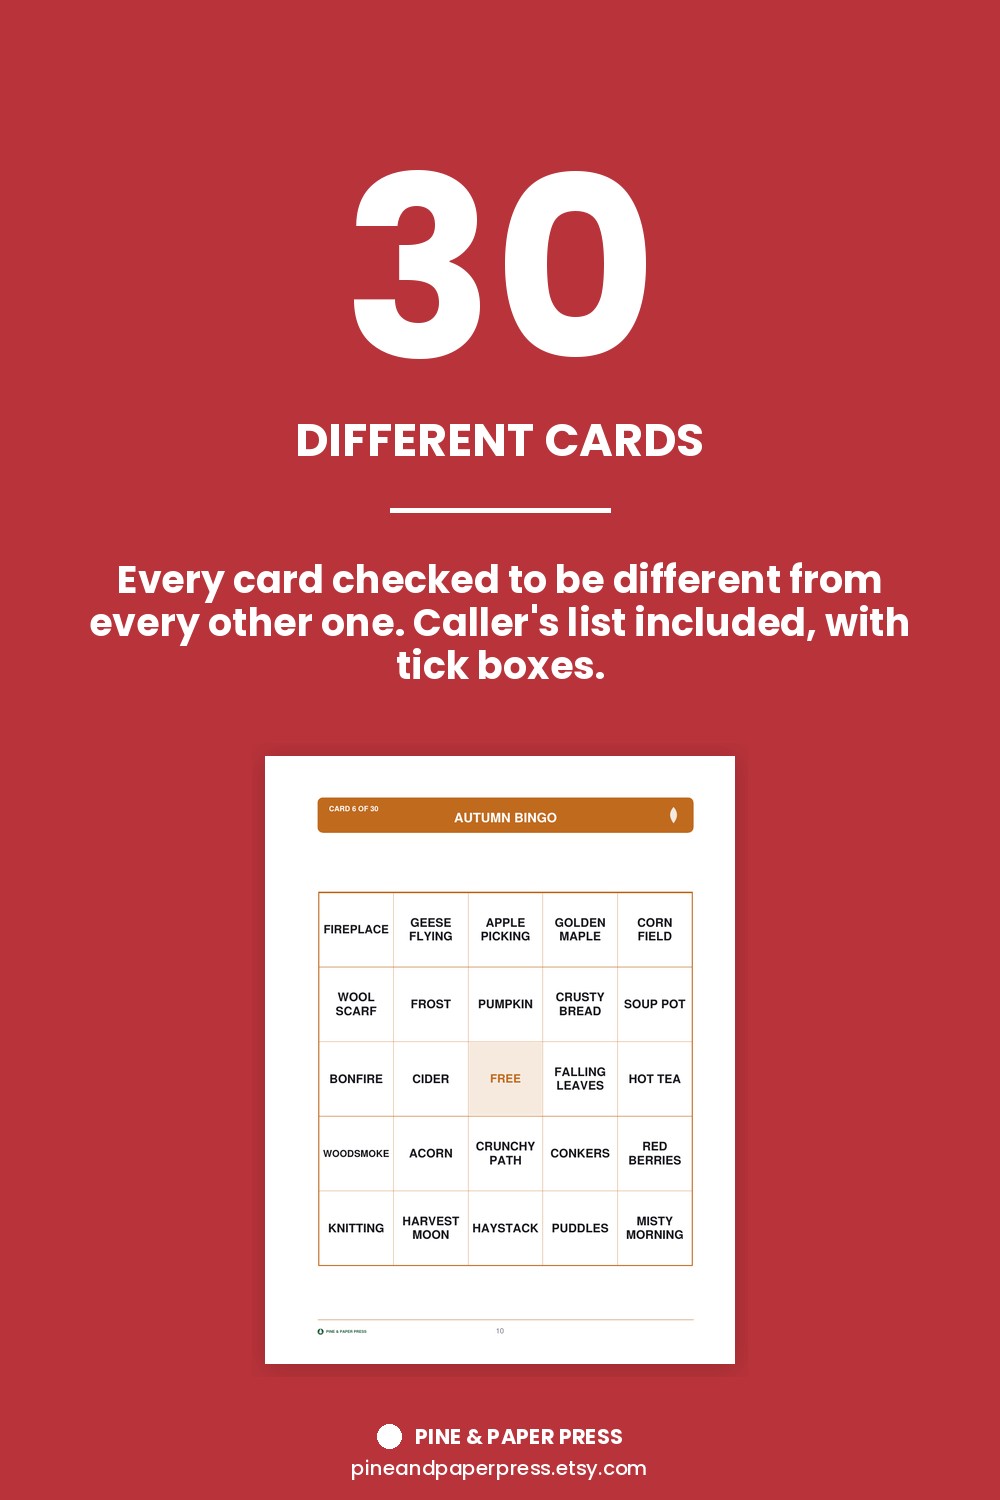 30
DIFFERENT CARDS
Every card checked to be different from
every other one. Caller's list included, with
tick boxes.
CARD 6 OF 30
AUTUMN BINGO
FIREPLACE GEESE FLYING APPLE PICKING GOLDEN MAPLE CORN FIELD
WOOL SCARF FROST PUMPKIN CRUSTY BREAD SOUP POT
BONFIRE CIDER FREE FALLING LEAVES HOT TEA
WOODSMOKE ACORN CRUNCHY PATH CONKERS RED BERRIES
KNITTING HARVEST MOON HAYSTACK PUDDLES MISTY MORNING
PINE & PAPER PRESS 10
PINE & PAPER PRESS
pineandpaperpress.etsy.com